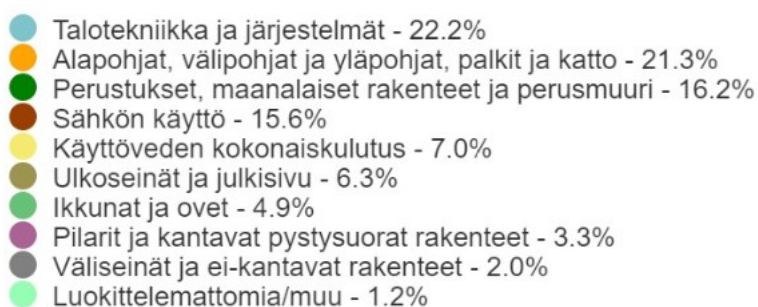 Talotekniikka ja järjestelmät - 22.2%
Alapohjat, välipohjat ja yläpohjat, palkit ja katto - 21.3%
Perustukset, maanalaiset rakenteet ja perusmuuri - 16.2%
Sähkön käyttö - 15.6%
Käyttöveden kokonaiskulutus - 7.0%
Ulkoseinät ja julkisivu - 6.3%
Ikkunat ja ovet - 4.9%
Pilarit ja kantavat pystysuorat rakenteet - 3.3%
Väliseinät ja ei-kantavat rakenteet - 2.0%
Luokittelemattomia/muu - 1.2%